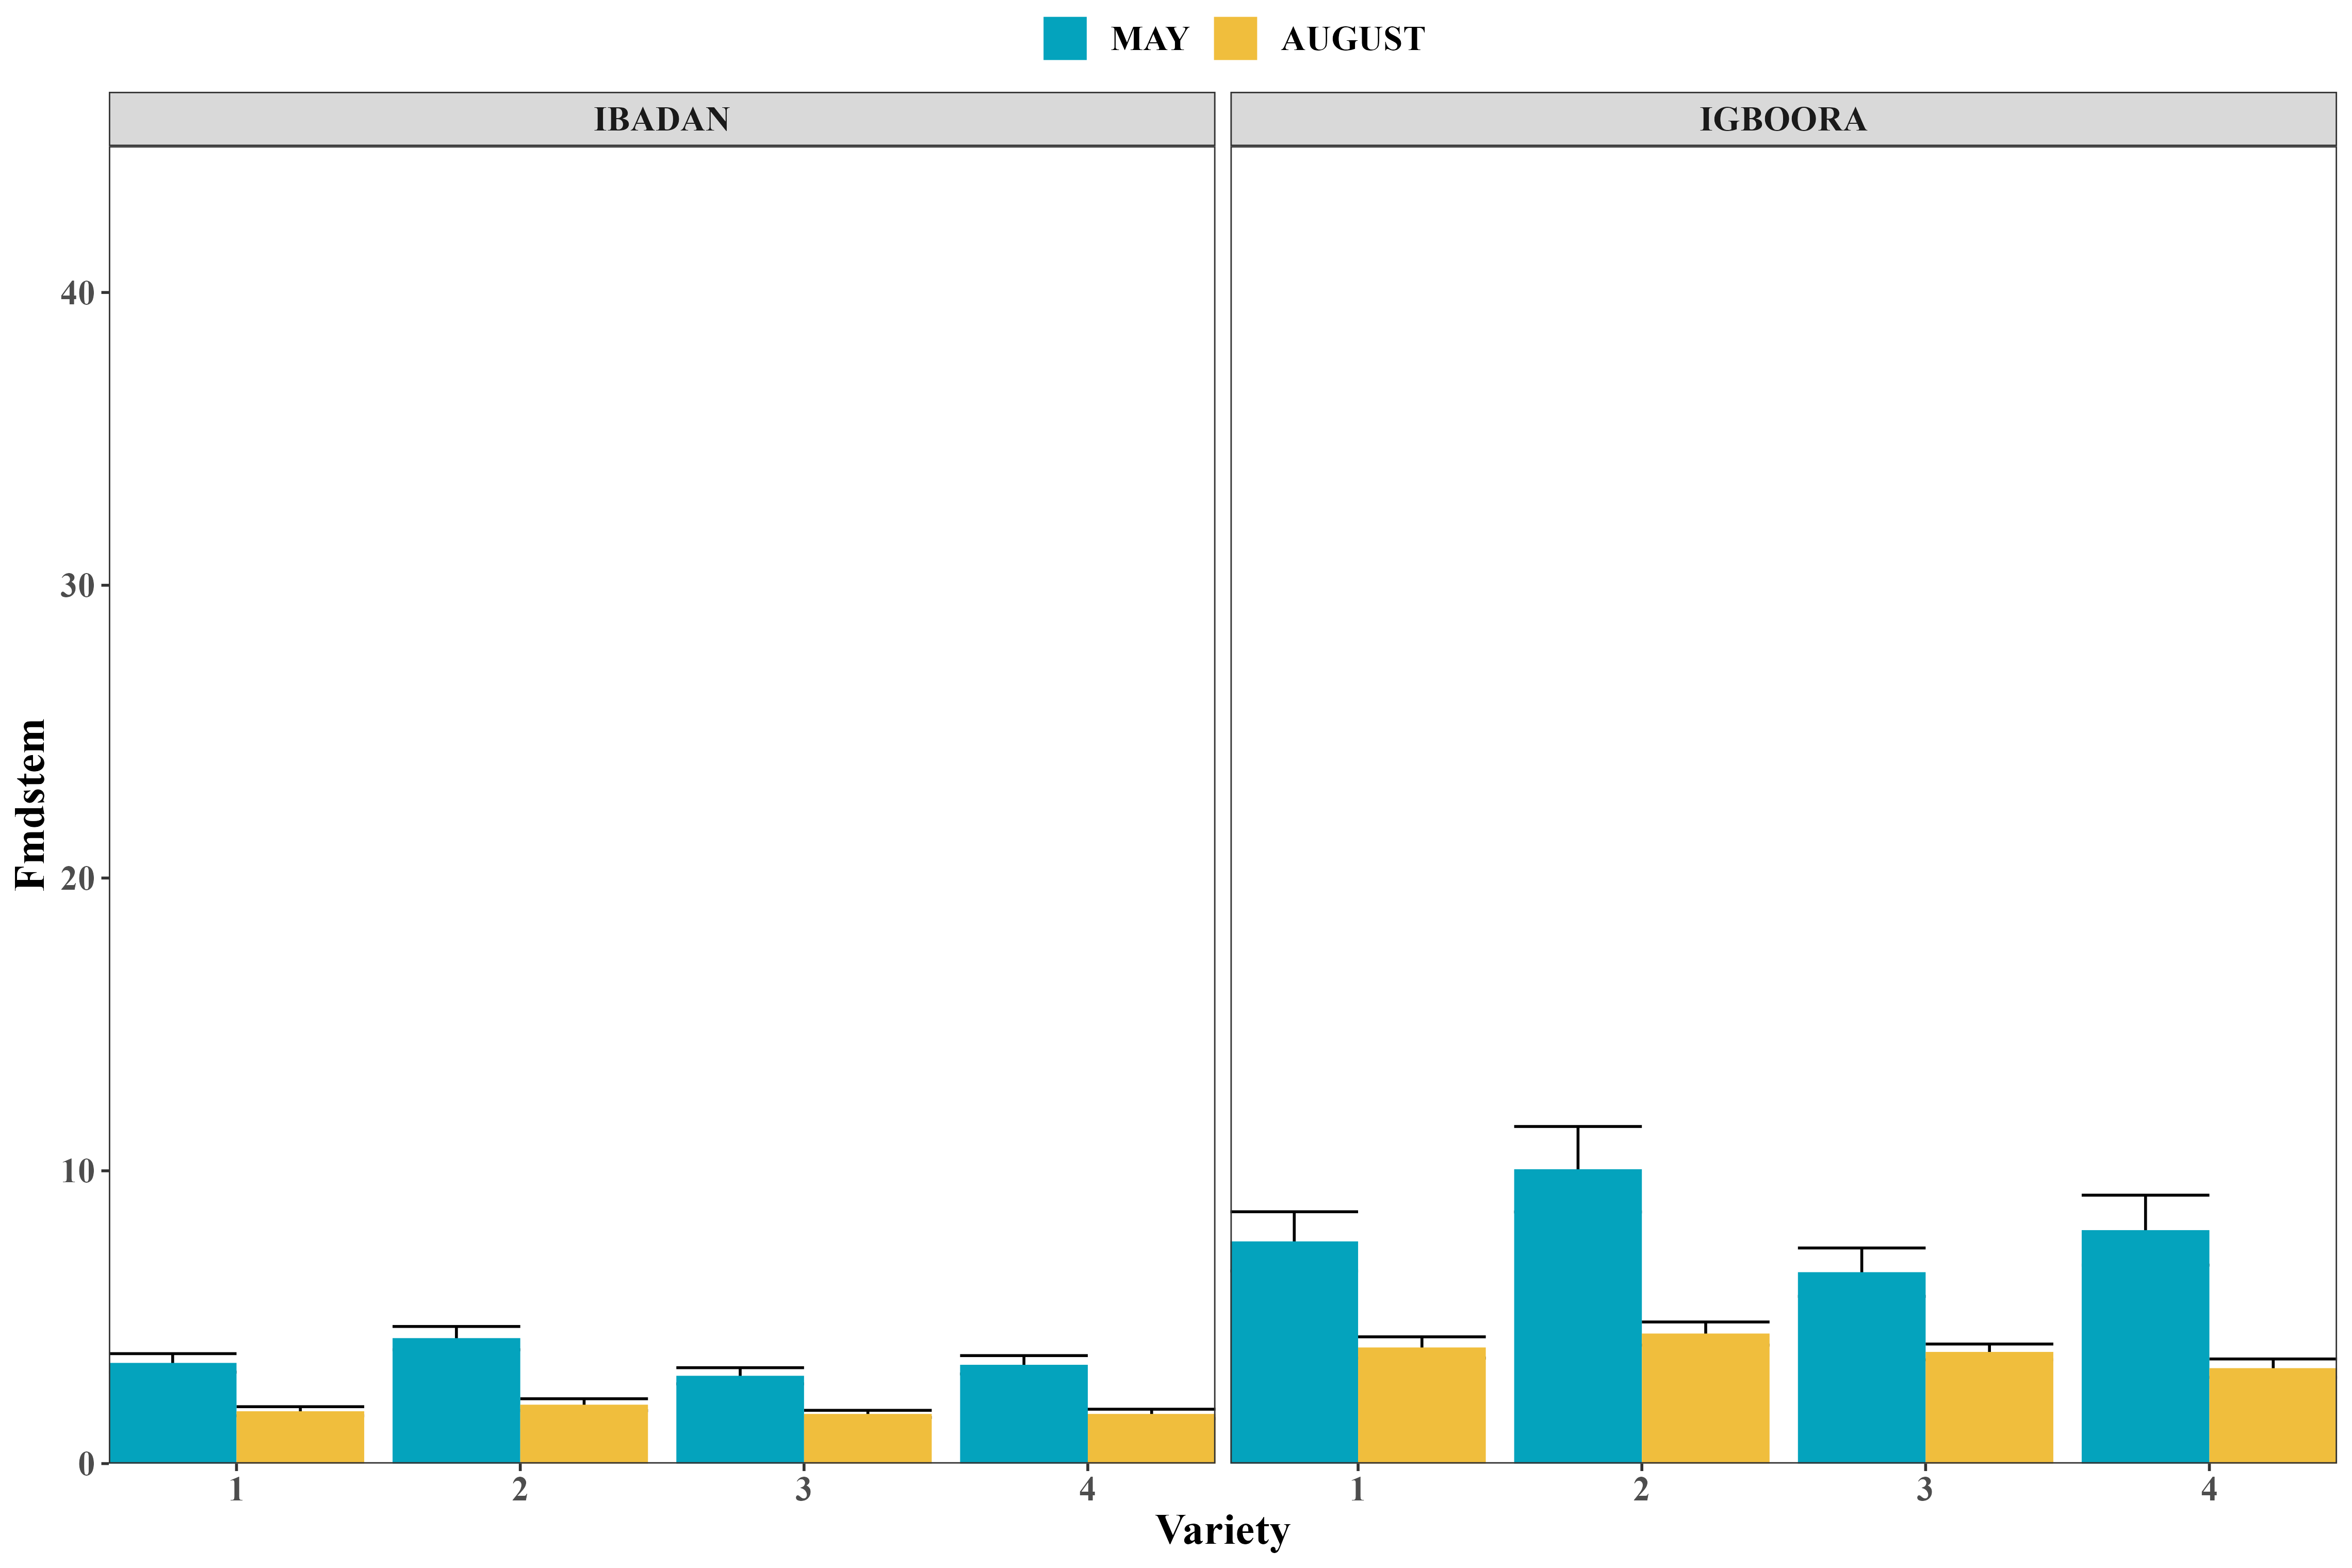 MAY AUGUST
IBADAN IGBOORA
40
30
20
10
0
Fmdstem
1 2 3 4 1 2 3 4
Variety